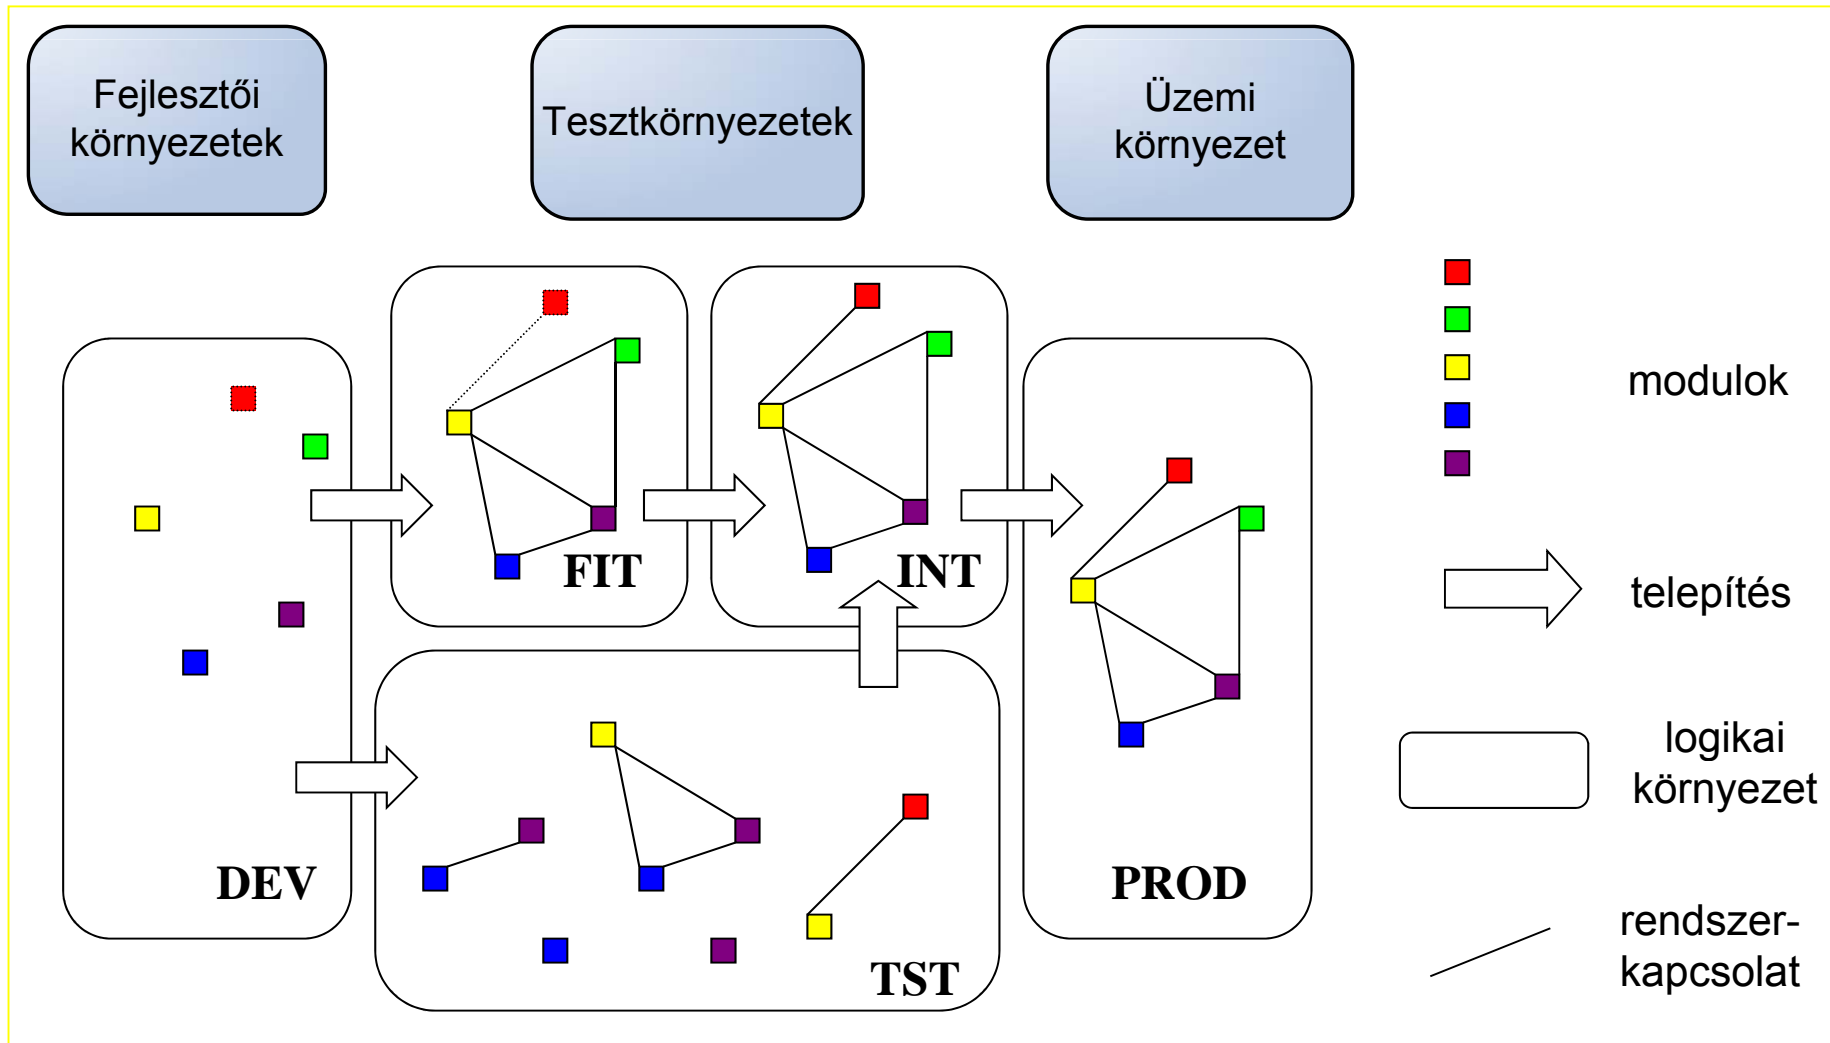 Fejlesztői
környezetek
Tesztkörnyezetek
Üzemi
környezet
modulok
FIT
INT
telepítés
logikai
környezet
DEV
PROD
TST
rendszer-
kapcsolat